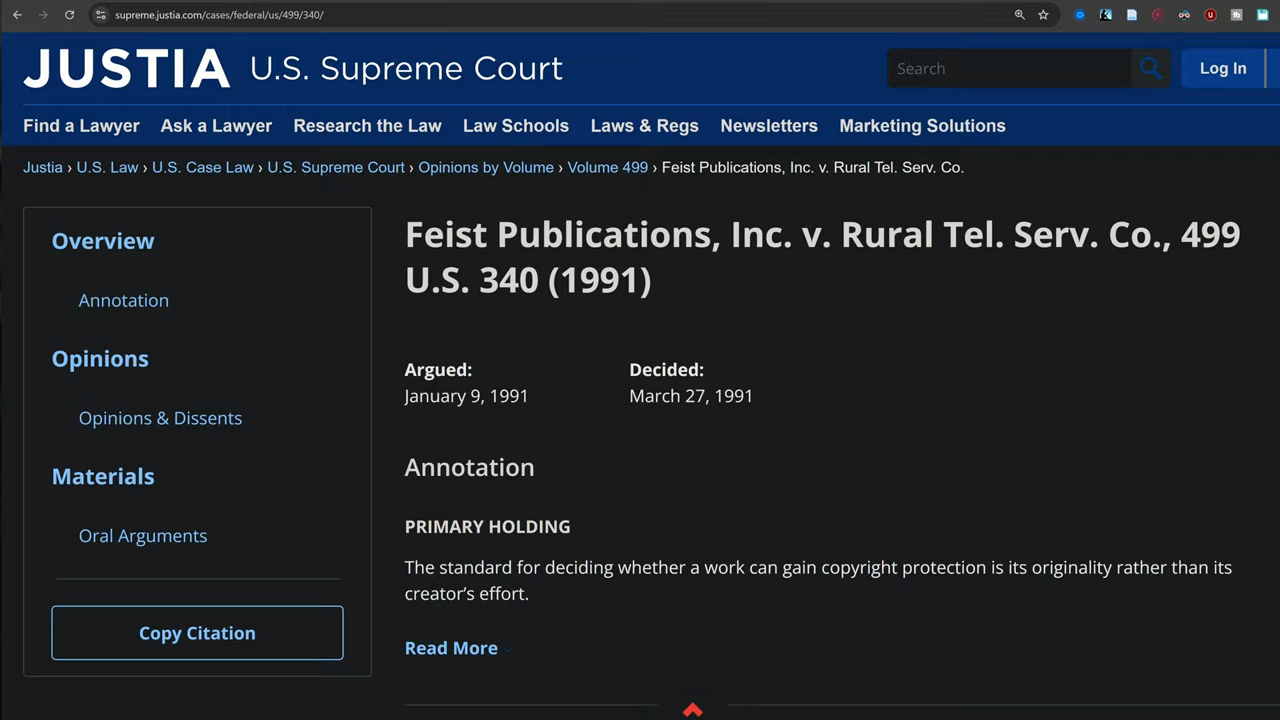 supreme.justia.com/cases/federal/us/499/340/
JUSTIA U.S. Supreme Court
Search
Log In
Find a Lawyer Ask a Lawyer Research the Law Law Schools Laws & Regs Newsletters Marketing Solutions
Justia › U.S. Law › U.S. Case Law › U.S. Supreme Court › Opinions by Volume › Volume 499 › Feist Publications, Inc. v. Rural Tel. Serv. Co.
Overview
Annotation
Opinions
Opinions & Dissents
Materials
Oral Arguments
Copy Citation
Feist Publications, Inc. v. Rural Tel. Serv. Co., 499
U.S. 340 (1991)
Argued: Decided:
January 9, 1991 March 27, 1991
Annotation
PRIMARY HOLDING
The standard for deciding whether a work can gain copyright protection is its originality rather than its
creator’s effort.
Read More